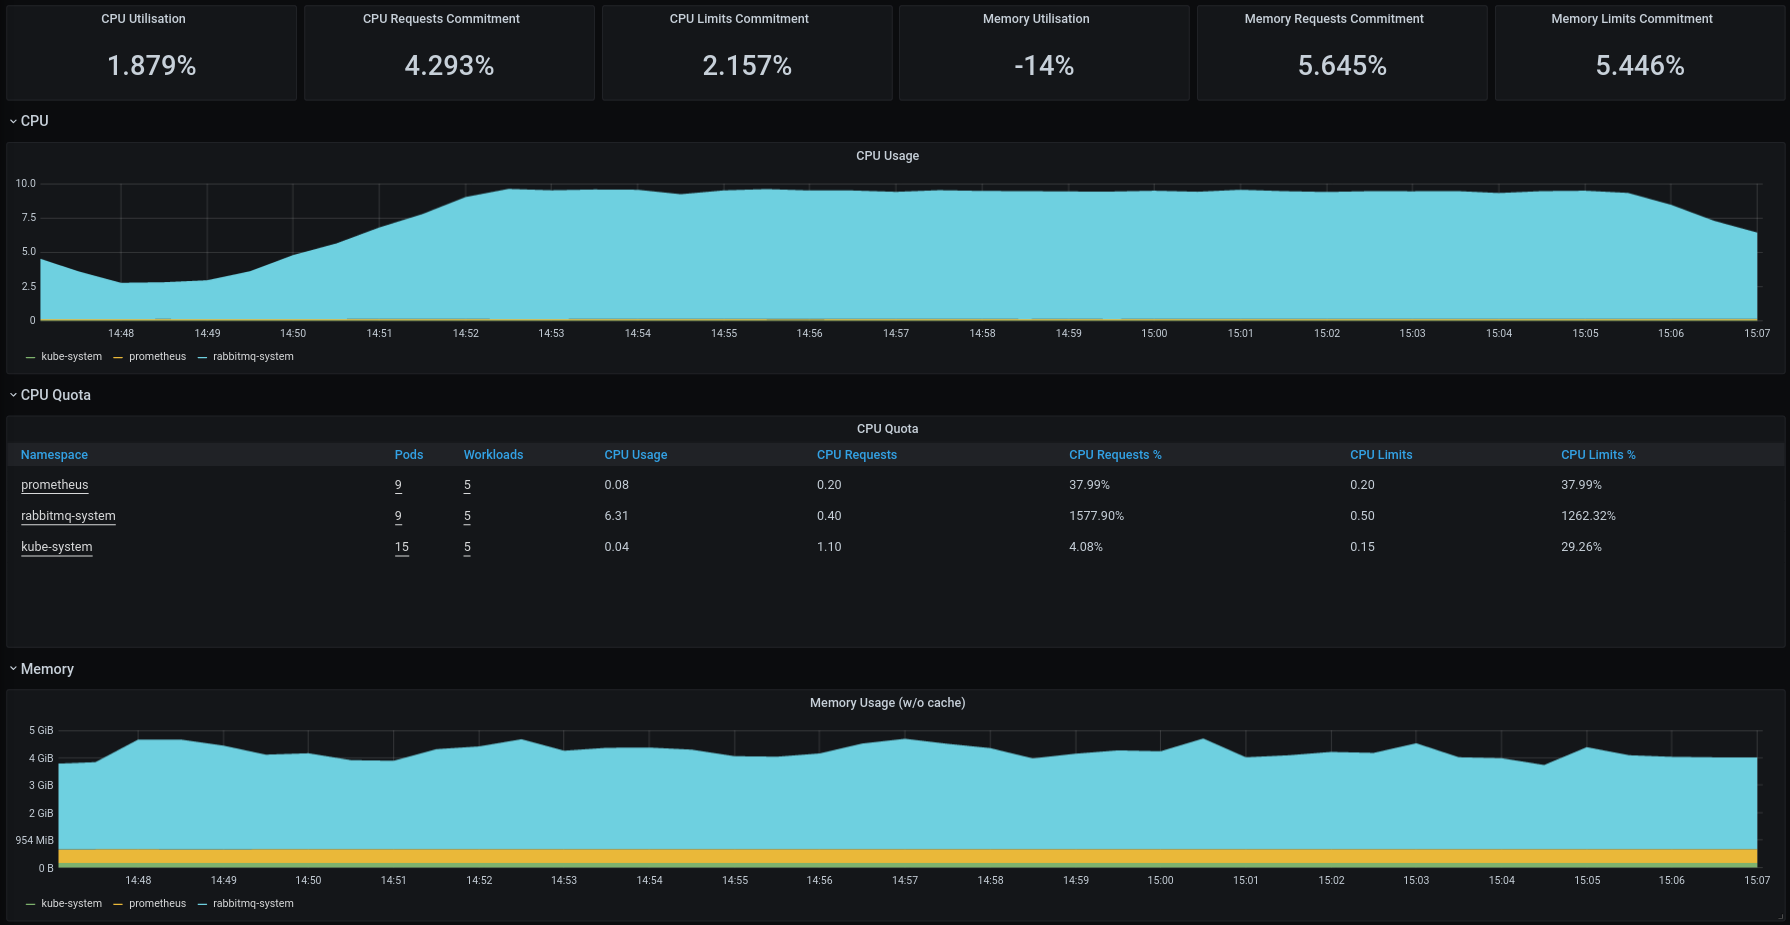 CPU Utilisation CPU Requests Commitment CPU Limits Commitment Memory Utilisation Memory Requests Commitment Memory Limits Commitment
1.879% 4.293% 2.157% -14% 5.645% 5.446%
CPU
CPU Usage
10.0
7.5
5.0
2.5
0
14:48 14:49 14:50 14:51 14:52 14:53 14:54 14:55 14:56 14:57 14:58 14:59 15:00 15:01 15:02 15:03 15:04 15:05 15:06 15:07
kube-system prometheus rabbitmq-system
CPU Quota
CPU Quota
Namespace Pods Workloads CPU Usage CPU Requests CPU Requests % CPU Limits CPU Limits %
prometheus 9 5 0.08 0.20 37.99% 0.20 37.99%
rabbitmq-system 9 5 6.31 0.40 1577.90% 0.50 1262.32%
kube-system 15 5 0.04 1.10 4.08% 0.15 29.26%
Memory
Memory Usage (w/o cache)
5 GiB
4 GiB
3 GiB
2 GiB
954 MiB
0 B
14:48 14:49 14:50 14:51 14:52 14:53 14:54 14:55 14:56 14:57 14:58 14:59 15:00 15:01 15:02 15:03 15:04 15:05 15:06 15:07
kube-system prometheus rabbitmq-system